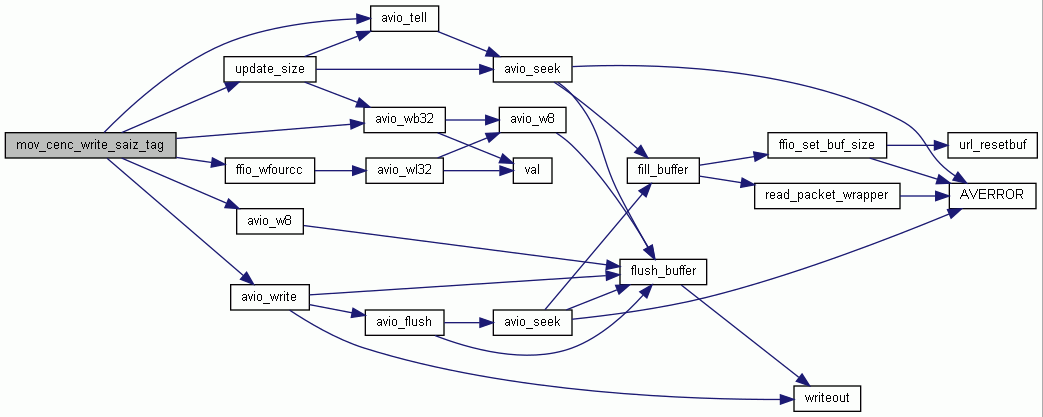 avio_tell
update_size
avio_seek
avio_wb32
avio_w8
mov_cenc_write_saiz_tag
ffio_wfourcc
avio_wl32
val
fill_buffer
ffio_set_buf_size
url_resetbuf
read_packet_wrapper
AVERROR
avio_w8
flush_buffer
avio_write
avio_flush
avio_seek
writeout